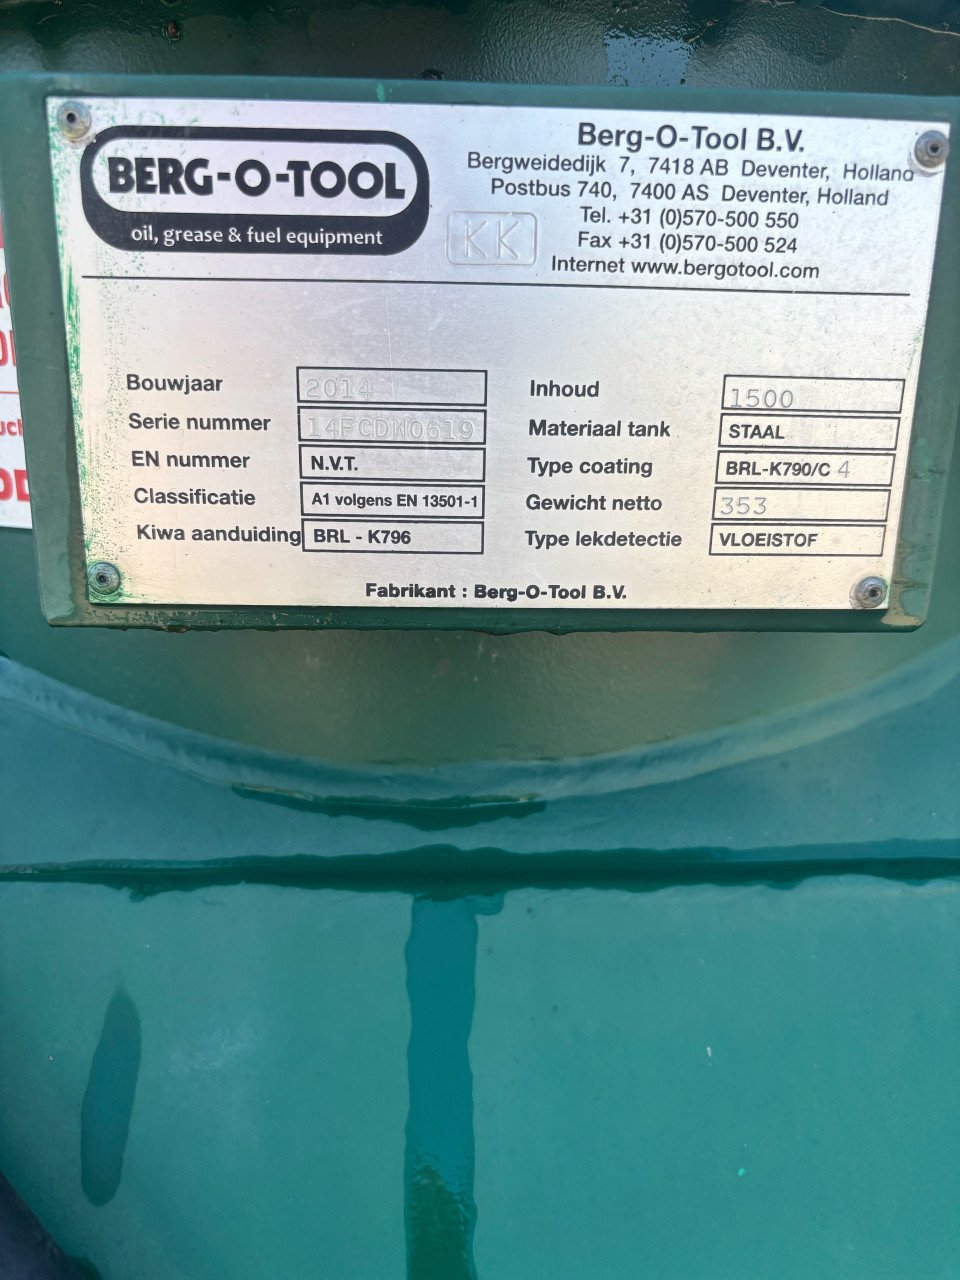 BERG-O-TOOL
oil, grease & fuel equipment
KK
Berg-O-Tool B.V.
Bergweidedijk 7, 7418 AB Deventer, Holland
Postbus 740, 7400 AS Deventer, Holland
Tel. +31 (0)570-500 550
Fax +31 (0)570-500 524
Internet www.bergotool.com
Bouwjaar 2014
Serie nummer 14FCDW0619
EN nummer N.V.T.
Classificatie A1 volgens EN 13501-1
Kiwa aanduiding BRL - K796
Inhoud 1500
Materiaal tank STAAL
Type coating BRL-K790/C 4
Gewicht netto 353
Type lekdetectie VLOEISTOF
Fabrikant : Berg-O-Tool B.V.